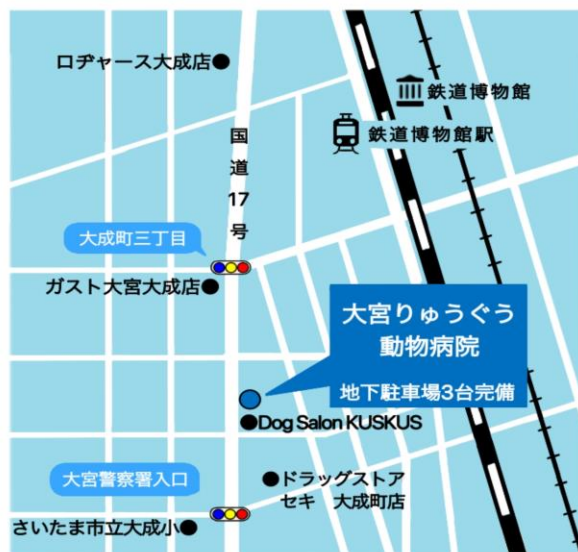 ロヂャース大成店
鉄道博物館
鉄道博物館駅
国道17号
大成町三丁目
ガスト大宮大成店
大宮りゅうぐう
動物病院
地下駐車場3台完備
Dog Salon KUSKUS
大宮警察署入口
ドラッグストア
セキ 大成町店
さいたま市立大成小